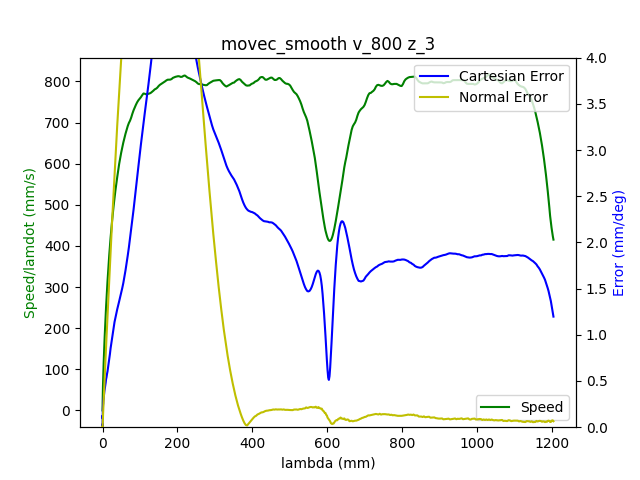 movec_smooth v_800 z_3
Cartesian Error
Normal Error
Speed
Speed/lamdot (mm/s)
800
700
600
500
400
300
200
100
0
4.0
3.5
3.0
2.5
2.0
1.5
1.0
0.5
0.0
Error (mm/deg)
0 200 400 600 800 1000 1200
lambda (mm)